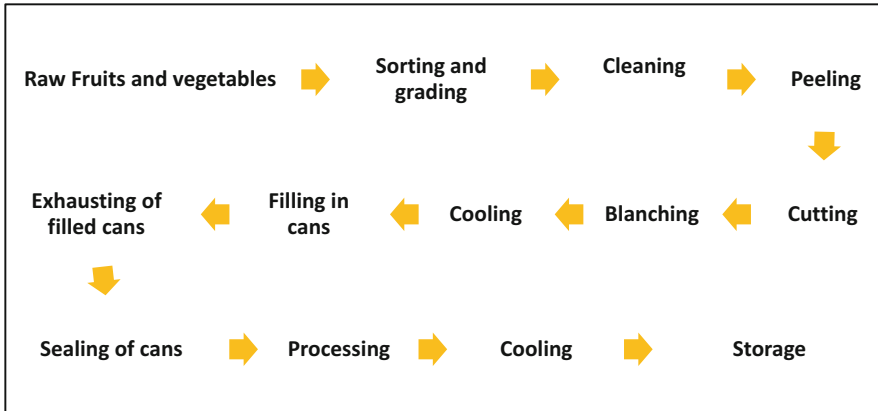 Raw Fruits and vegetables
Sorting and
grading
Cleaning
Peeling
Cutting
Blanching
Cooling
Filling in
cans
Exhausting of
filled cans
Sealing of cans
Processing
Cooling
Storage